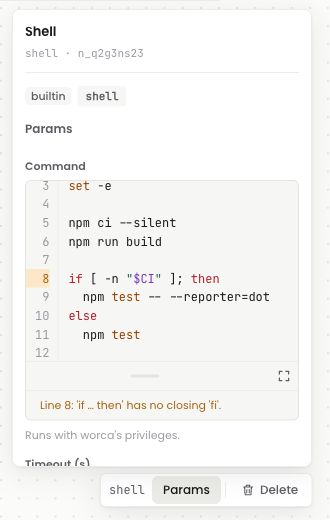 Shell
shell · n_q2g3ns23
builtin shell
Params
Command
3 set -e
4
5 npm ci --silent
6 npm run build
7
8 if [ -n "$CI" ]; then
9 npm test -- --reporter=dot
10 else
11 npm test
12
Line 8: 'if … then' has no closing 'fi'.
Runs with worca's privileges.
Timeout (s)
shell Params Delete